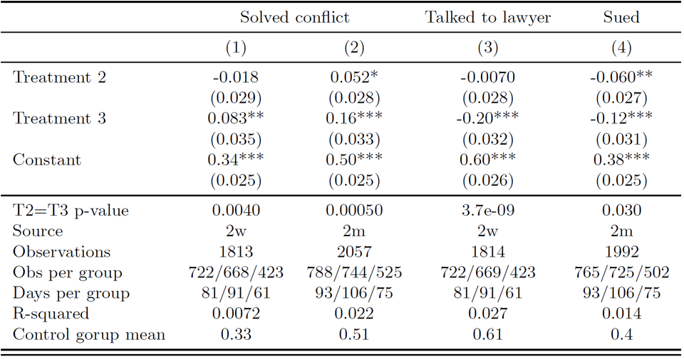 Solved conflict Talked to lawyer Sued
(1) (2) (3) (4)
Treatment 2 -0.018 0.052* -0.0070 -0.060**
(0.029) (0.028) (0.028) (0.027)
Treatment 3 0.083** 0.16*** -0.20*** -0.12***
(0.035) (0.033) (0.032) (0.031)
Constant 0.34*** 0.50*** 0.60*** 0.38***
(0.025) (0.025) (0.026) (0.025)
T2=T3 p-value 0.0040 0.00050 3.7e-09 0.030
Source 2w 2m 2w 2m
Observations 1813 2057 1814 1992
Obs per group 722/668/423 788/744/525 722/669/423 765/725/502
Days per group 81/91/61 93/106/75 81/91/61 93/106/75
R-squared 0.0072 0.022 0.027 0.014
Control gorup mean 0.33 0.51 0.61 0.4